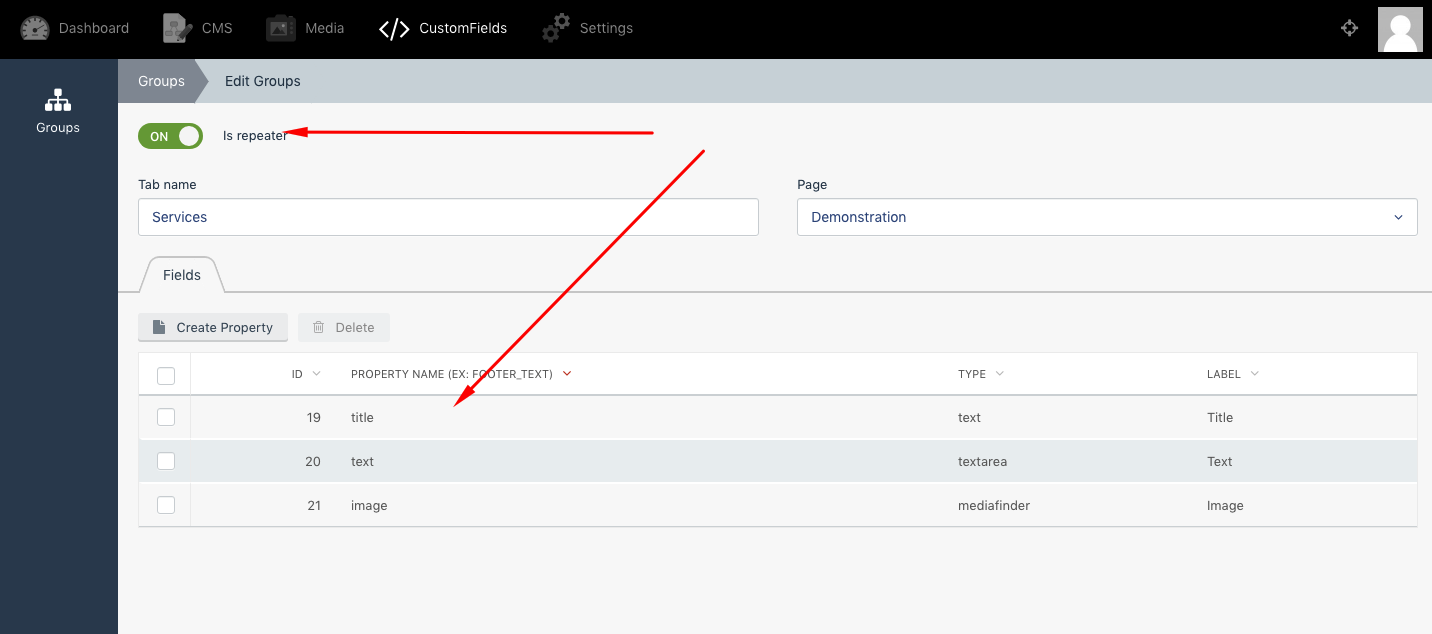 Dashboard CMS Media CustomFields Settings
Groups Edit Groups
Groups
ON Is repeater
Tab name Page
Services Demonstration
Fields
Create Property Delete
ID PROPERTY NAME (EX: FOOTER_TEXT) TYPE LABEL
19 title text Title
20 text textarea Text
21 image mediafinder Image